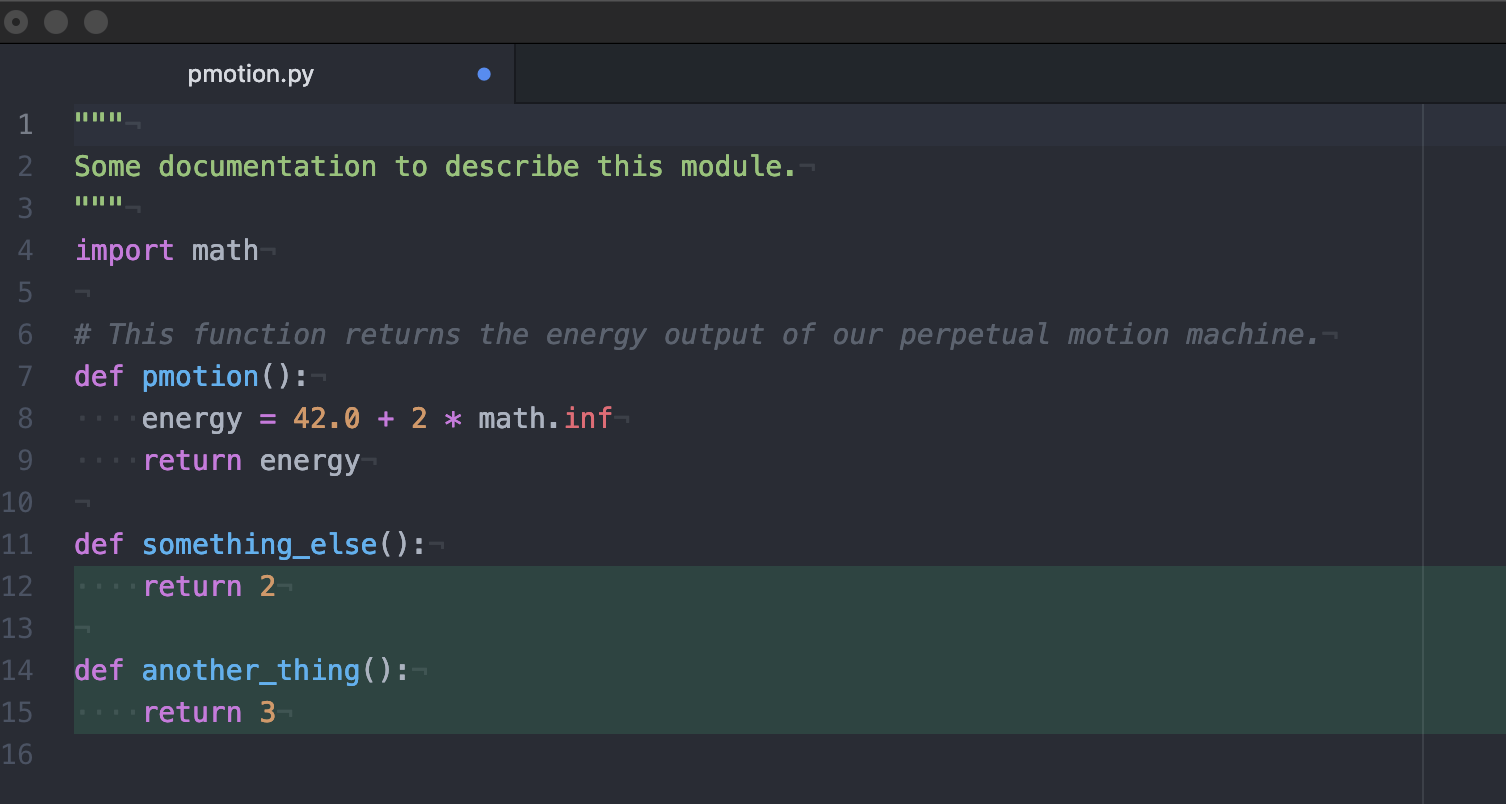 pmotion.py
1 """
2 Some documentation to describe this module.
3 """
4 import math
5
6 # This function returns the energy output of our perpetual motion machine.
7 def pmotion():
8     energy = 42.0 + 2 * math.inf
9     return energy
10
11 def something_else():
12     return 2
13
14 def another_thing():
15     return 3
16